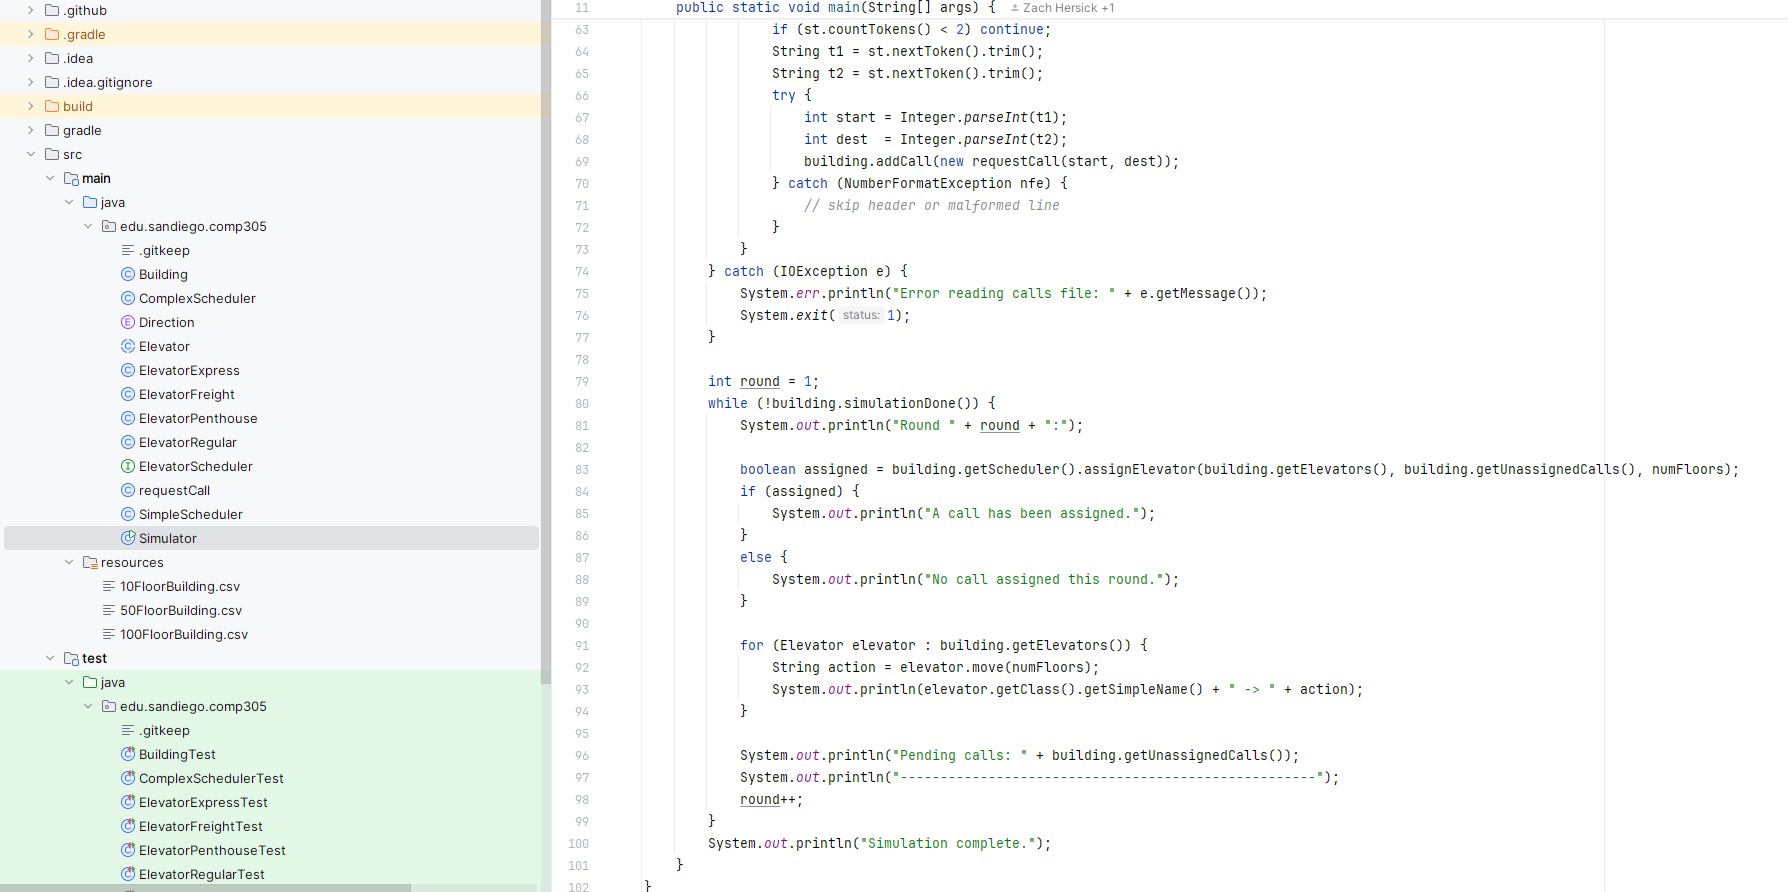 .github
.gradle
.idea
.idea.gitignore
build
gradle
src
main
java
edu.sandiego.comp305
.gitkeep
Building
ComplexScheduler
Direction
Elevator
ElevatorExpress
ElevatorFreight
ElevatorPenthouse
ElevatorRegular
ElevatorScheduler
requestCall
SimpleScheduler
Simulator
resources
10FloorBuilding.csv
50FloorBuilding.csv
100FloorBuilding.csv
test
java
edu.sandiego.comp305
.gitkeep
BuildingTest
ComplexSchedulerTest
ElevatorExpressTest
ElevatorFreightTest
ElevatorPenthouseTest
ElevatorRegularTest
11 public static void main(String[] args) { Zach Hersick +1
63 if (st.countTokens() < 2) continue;
64 String t1 = st.nextToken().trim();
65 String t2 = st.nextToken().trim();
66 try {
67 int start = Integer.parseInt(t1);
68 int dest  = Integer.parseInt(t2);
69 building.addCall(new requestCall(start, dest));
70 } catch (NumberFormatException nfe) {
71 // skip header or malformed line
72 }
73 }
74 } catch (IOException e) {
75 System.err.println("Error reading calls file: " + e.getMessage());
76 System.exit( status: 1);
77 }
78
79 int round = 1;
80 while (!building.simulationDone()) {
81 System.out.println("Round " + round + ":");
82
83 boolean assigned = building.getScheduler().assignElevator(building.getElevators(), building.getUnassignedCalls(), numFloors);
84 if (assigned) {
85 System.out.println("A call has been assigned.");
86 }
87 else {
88 System.out.println("No call assigned this round.");
89 }
90
91 for (Elevator elevator : building.getElevators()) {
92 String action = elevator.move(numFloors);
93 System.out.println(elevator.getClass().getSimpleName() + " -> " + action);
94 }
95
96 System.out.println("Pending calls: " + building.getUnassignedCalls());
97 System.out.println("----------------------------------------------------");
98 round++;
99 }
100 System.out.println("Simulation complete.");
101 }
102 }